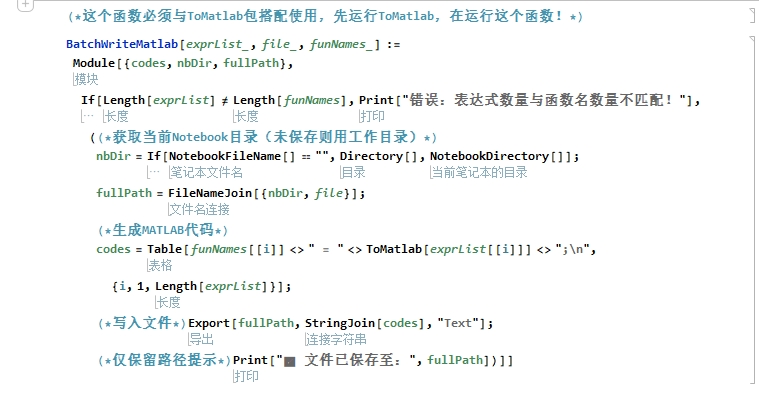 (*这个函数必须与ToMatlab包搭配使用，先运行ToMatlab，在运行这个函数！*)
BatchWriteMatlab[exprList_, file_, funNames_] :=
Module[{codes, nbDir, fullPath},
模块
If[Length[exprList] ≠ Length[funNames], Print["错误：表达式数量与函数名数量不匹配！"],
⋯ 长度 长度 打印
((*获取当前Notebook目录（未保存则用工作目录）*)
nbDir = If[NotebookFileName[] == "", Directory[], NotebookDirectory[]];
⋯ 笔记本文件名 目录 当前笔记本的目录
fullPath = FileNameJoin[{nbDir, file}];
文件名连接
(*生成MATLAB代码*)
codes = Table[funNames[[i]] <> " = " <> ToMatlab[exprList[[i]]] <> ";\n",
表格
{i, 1, Length[exprList]}];
长度
(*写入文件*)Export[fullPath, StringJoin[codes], "Text"];
导出 连接字符串
(*仅保留路径提示*)Print[" 文件已保存至：", fullPath])]]
打印